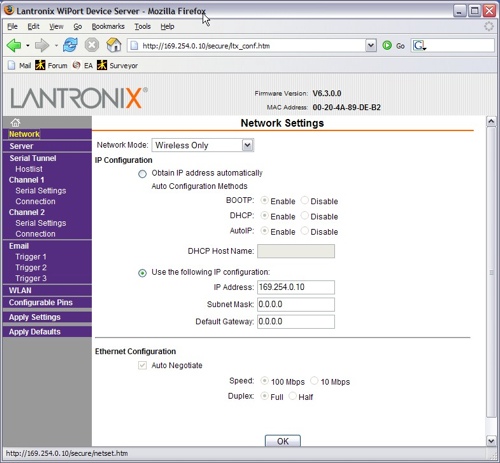 Lantronix WiPort Device Server - Mozilla Firefox
File Edit View Go Bookmarks Tools Help
http://169.254.0.10/secure/ltx_conf.htm Go
Mail Forum EA Surveyor
LANTRONIX®
Firmware Version: V6.3.0.0
MAC Address: 00-20-4A-89-DE-B2
Network
Server
Serial Tunnel
Hostlist
Channel 1
Serial Settings
Connection
Channel 2
Serial Settings
Connection
Email
Trigger 1
Trigger 2
Trigger 3
WLAN
Configurable Pins
Apply Settings
Apply Defaults
Network Settings
Network Mode: Wireless Only
IP Configuration
Obtain IP address automatically
Auto Configuration Methods
BOOTP: Enable Disable
DHCP: Enable Disable
AutoIP: Enable Disable
DHCP Host Name:
Use the following IP configuration:
IP Address: 169.254.0.10
Subnet Mask: 0.0.0.0
Default Gateway: 0.0.0.0
Ethernet Configuration
Auto Negotiate
Speed: 100 Mbps 10 Mbps
Duplex: Full Half
OK
http://169.254.0.10/secure/netset.htm